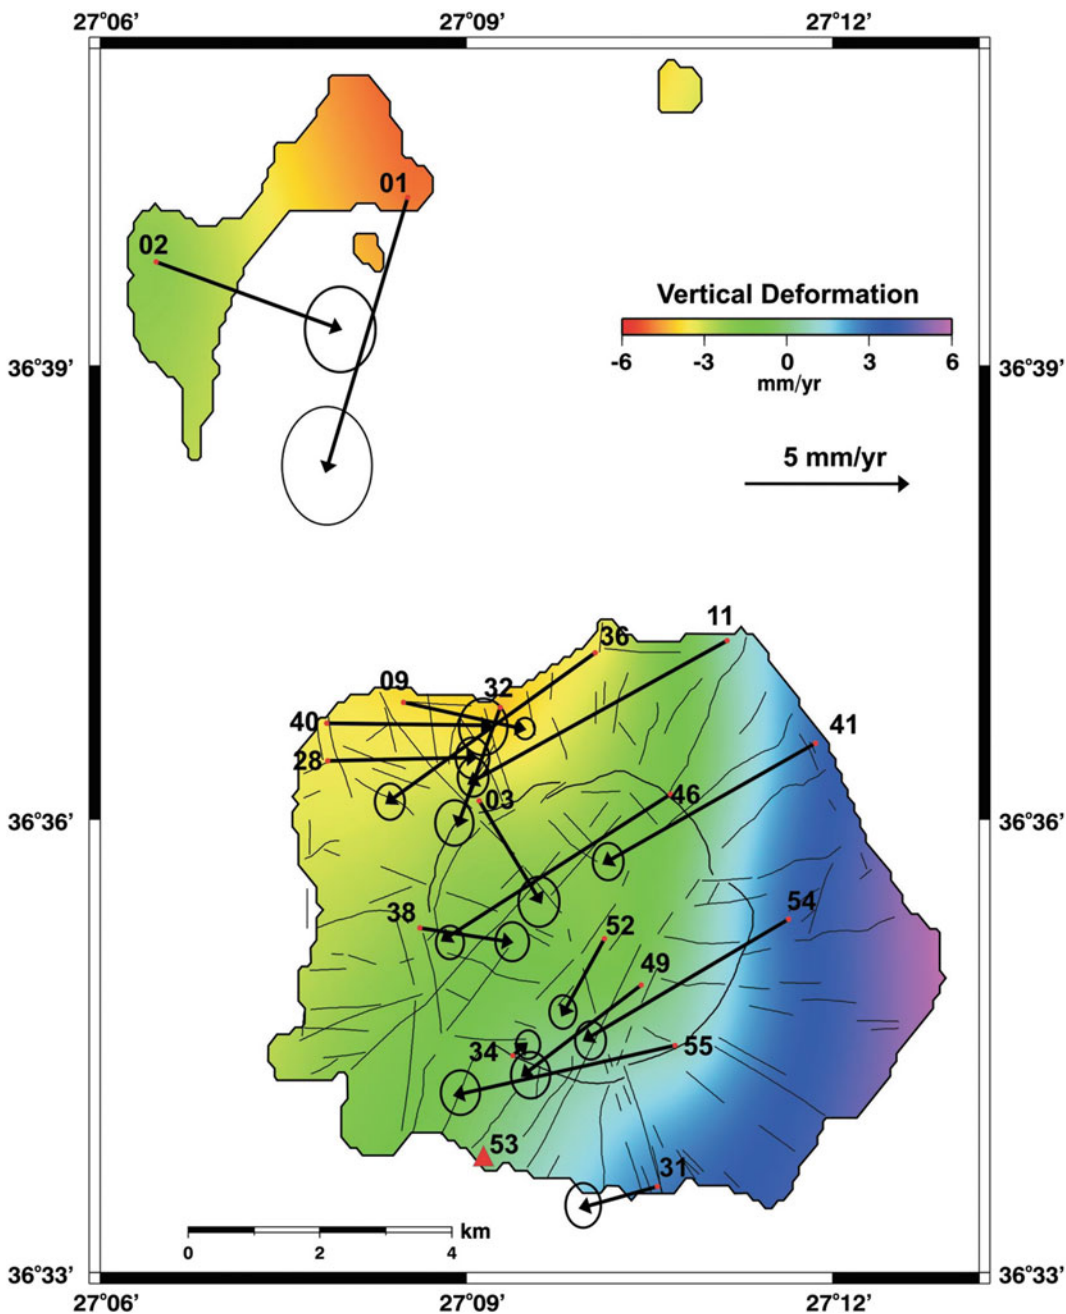 27°06’ 27°09’ 27°12’
01
02
Vertical Deformation
-6 -3 0 3 6
mm/yr
36°39’ 36°39’
5 mm/yr
11
36
09 32
40 41
28
03 46
36°36’ 36°36’
54
38 52
49
34 55
53
31
km
0 2 4
36°33’ 36°33’
27°06’ 27°09’ 27°12’